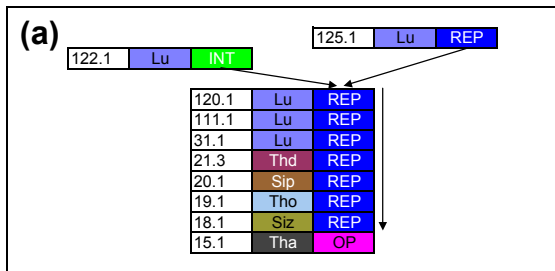 (a)
125.1 Lu REP
122.1 Lu INT
120.1 Lu REP
111.1 Lu REP
31.1 Lu REP
21.3 Thd REP
20.1 Sip REP
19.1 Tho REP
18.1 Siz REP
15.1 Tha OP